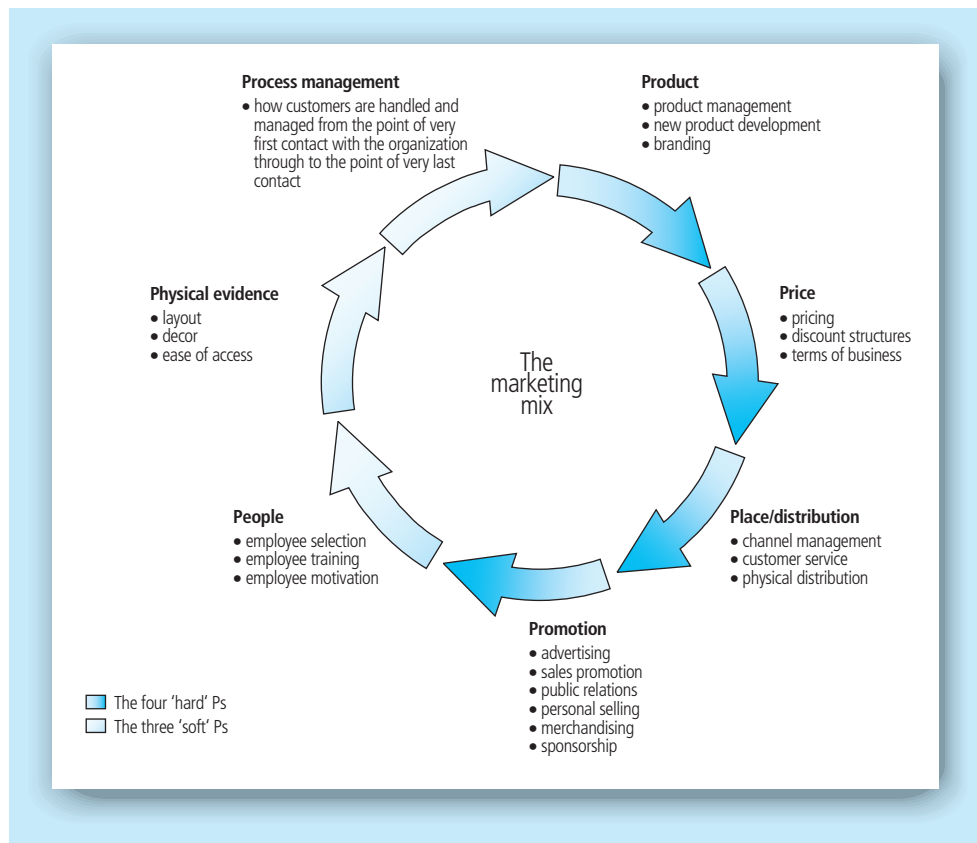 Process management
• how customers are handled and
managed from the point of very
first contact with the organization
through to the point of very last
contact
Product
• product management
• new product development
• branding
Price
• pricing
• discount structures
• terms of business
Place/distribution
• channel management
• customer service
• physical distribution
Promotion
• advertising
• sales promotion
• public relations
• personal selling
• merchandising
• sponsorship
People
• employee selection
• employee training
• employee motivation
Physical evidence
• layout
• decor
• ease of access
The
marketing
mix
The four ‘hard’ Ps
The three ‘soft’ Ps